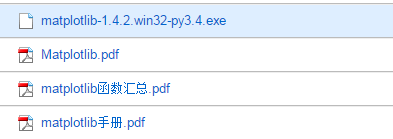 matplotlib-1.4.2.win32-py3.4.exe
Matplotlib.pdf
matplotlib函数汇总.pdf
matplotlib手册.pdf